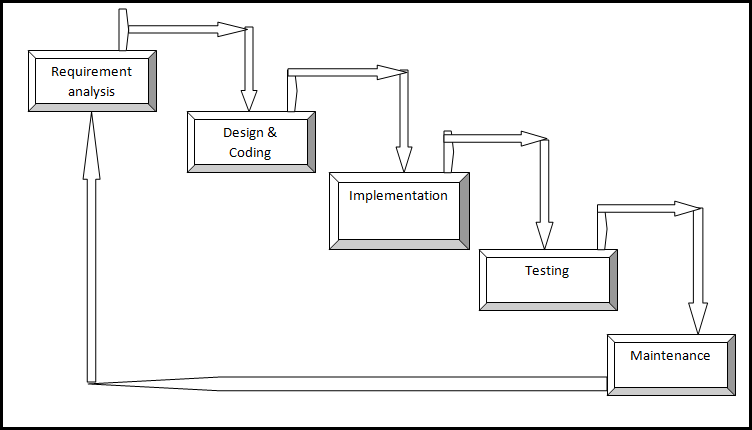 Requirement
analysis
Design &
Coding
Implementation
Testing
Maintenance